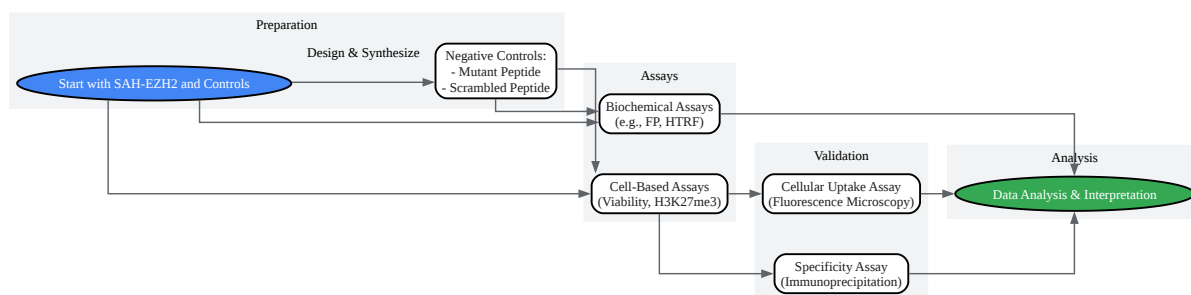 Preparation
Design & Synthesize
Start with SAH-EZH2 and Controls
Negative Controls:
- Mutant Peptide
- Scrambled Peptide
Assays
Biochemical Assays
(e.g., FP, HTRF)
Cell-Based Assays
(Viability, H3K27me3)
Validation
Cellular Uptake Assay
(Fluorescence Microscopy)
Specificity Assay
(Immunoprecipitation)
Analysis
Data Analysis & Interpretation